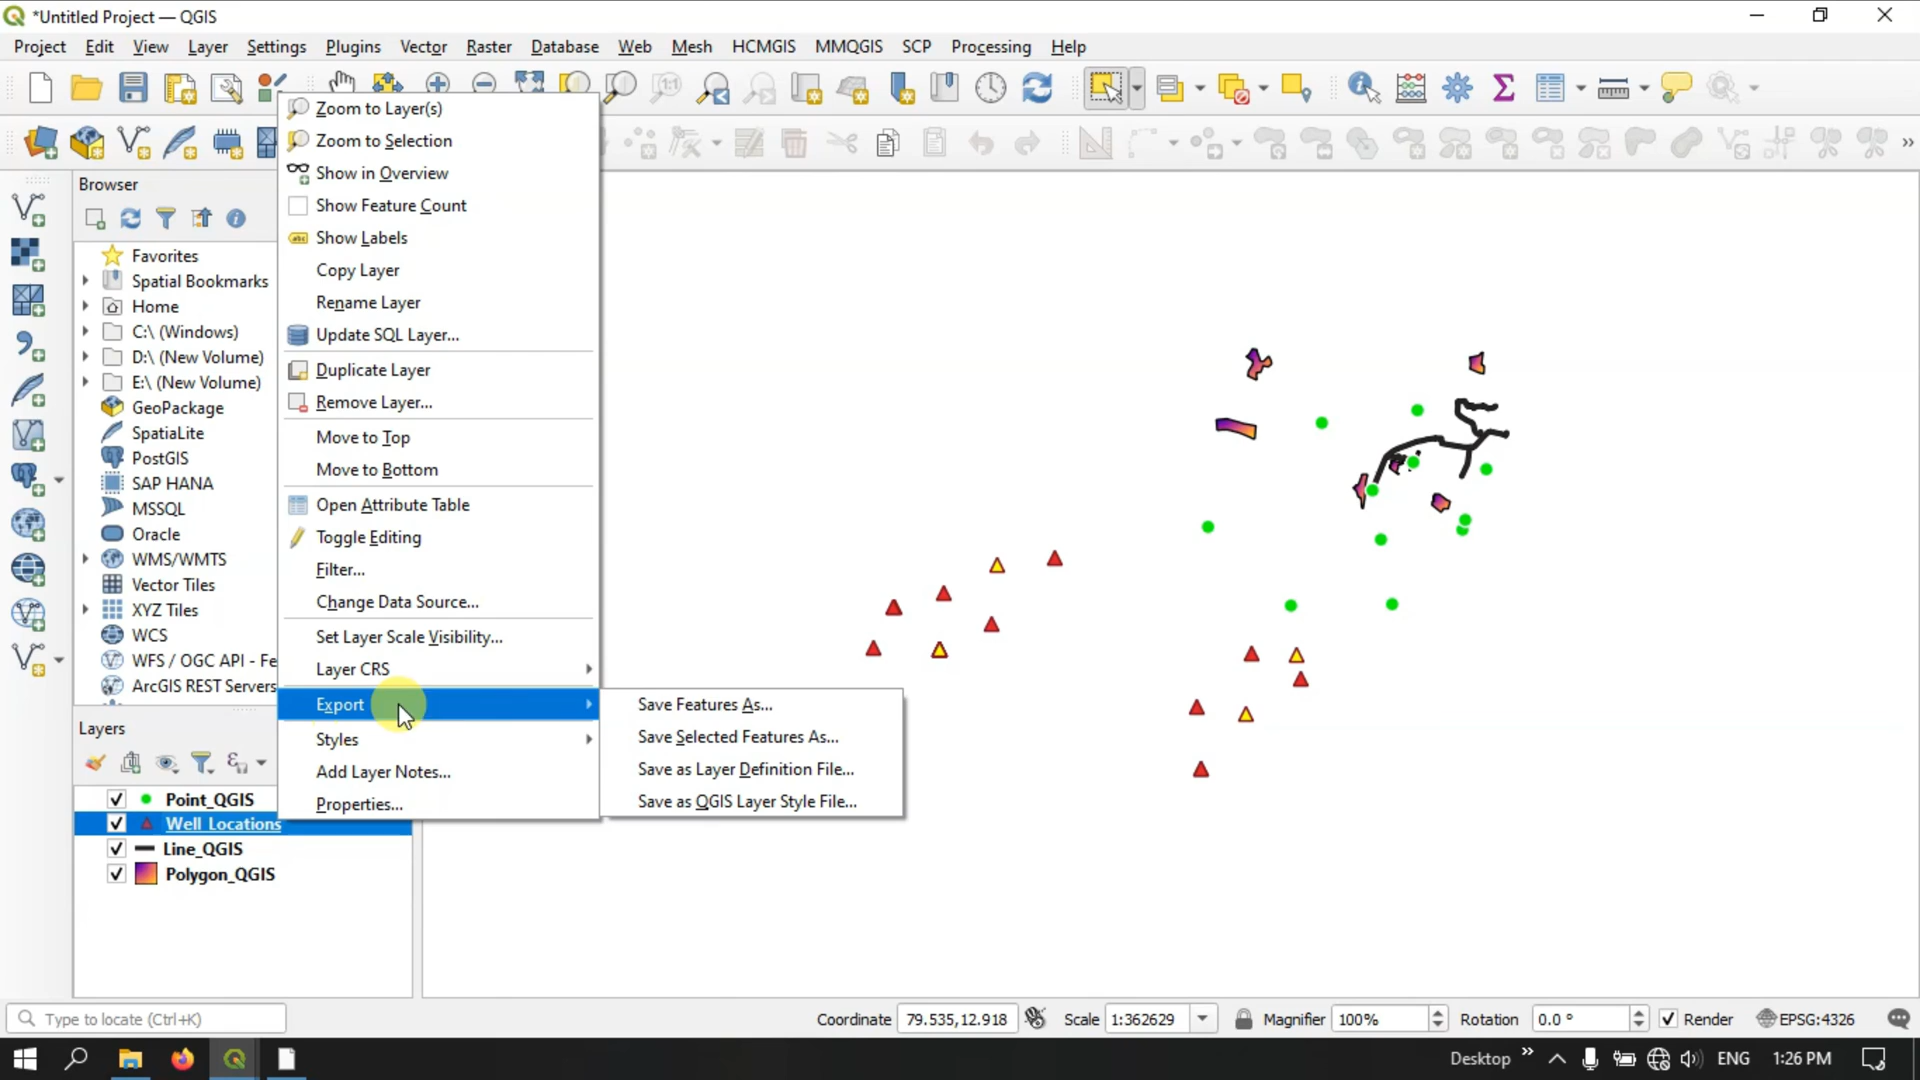 *Untitled Project — QGIS
Project Edit View Layer Settings Plugins Vector Raster Database Web Mesh HCMGIS MMQGIS SCP Processing Help
1:1
»
Browser
Favorites
Spatial Bookmarks
Home
C:\ (Windows)
D:\ (New Volume)
E:\ (New Volume)
GeoPackage
SpatiaLite
PostGIS
SAP HANA
MSSQL
Oracle
WMS/WMTS
Vector Tiles
XYZ Tiles
WCS
WFS / OGC API - Fe
ArcGIS REST Servers
Zoom to Layer(s)
Zoom to Selection
Show in Overview
Show Feature Count
abc Show Labels
Copy Layer
Rename Layer
Update SQL Layer...
Duplicate Layer
Remove Layer...
Move to Top
Move to Bottom
Open Attribute Table
Toggle Editing
Filter...
Change Data Source...
Set Layer Scale Visibility...
Layer CRS
Export
Styles
Add Layer Notes...
Properties...
Save Features As...
Save Selected Features As...
Save as Layer Definition File...
Save as QGIS Layer Style File...
Layers
Point_QGIS
Well Locations
Line_QGIS
Polygon_QGIS
Type to locate (Ctrl+K)
Coordinate 79.535,12.918 Scale 1:362629 Magnifier 100% Rotation 0.0 ° Render EPSG:4326
Desktop » ENG 1:26 PM